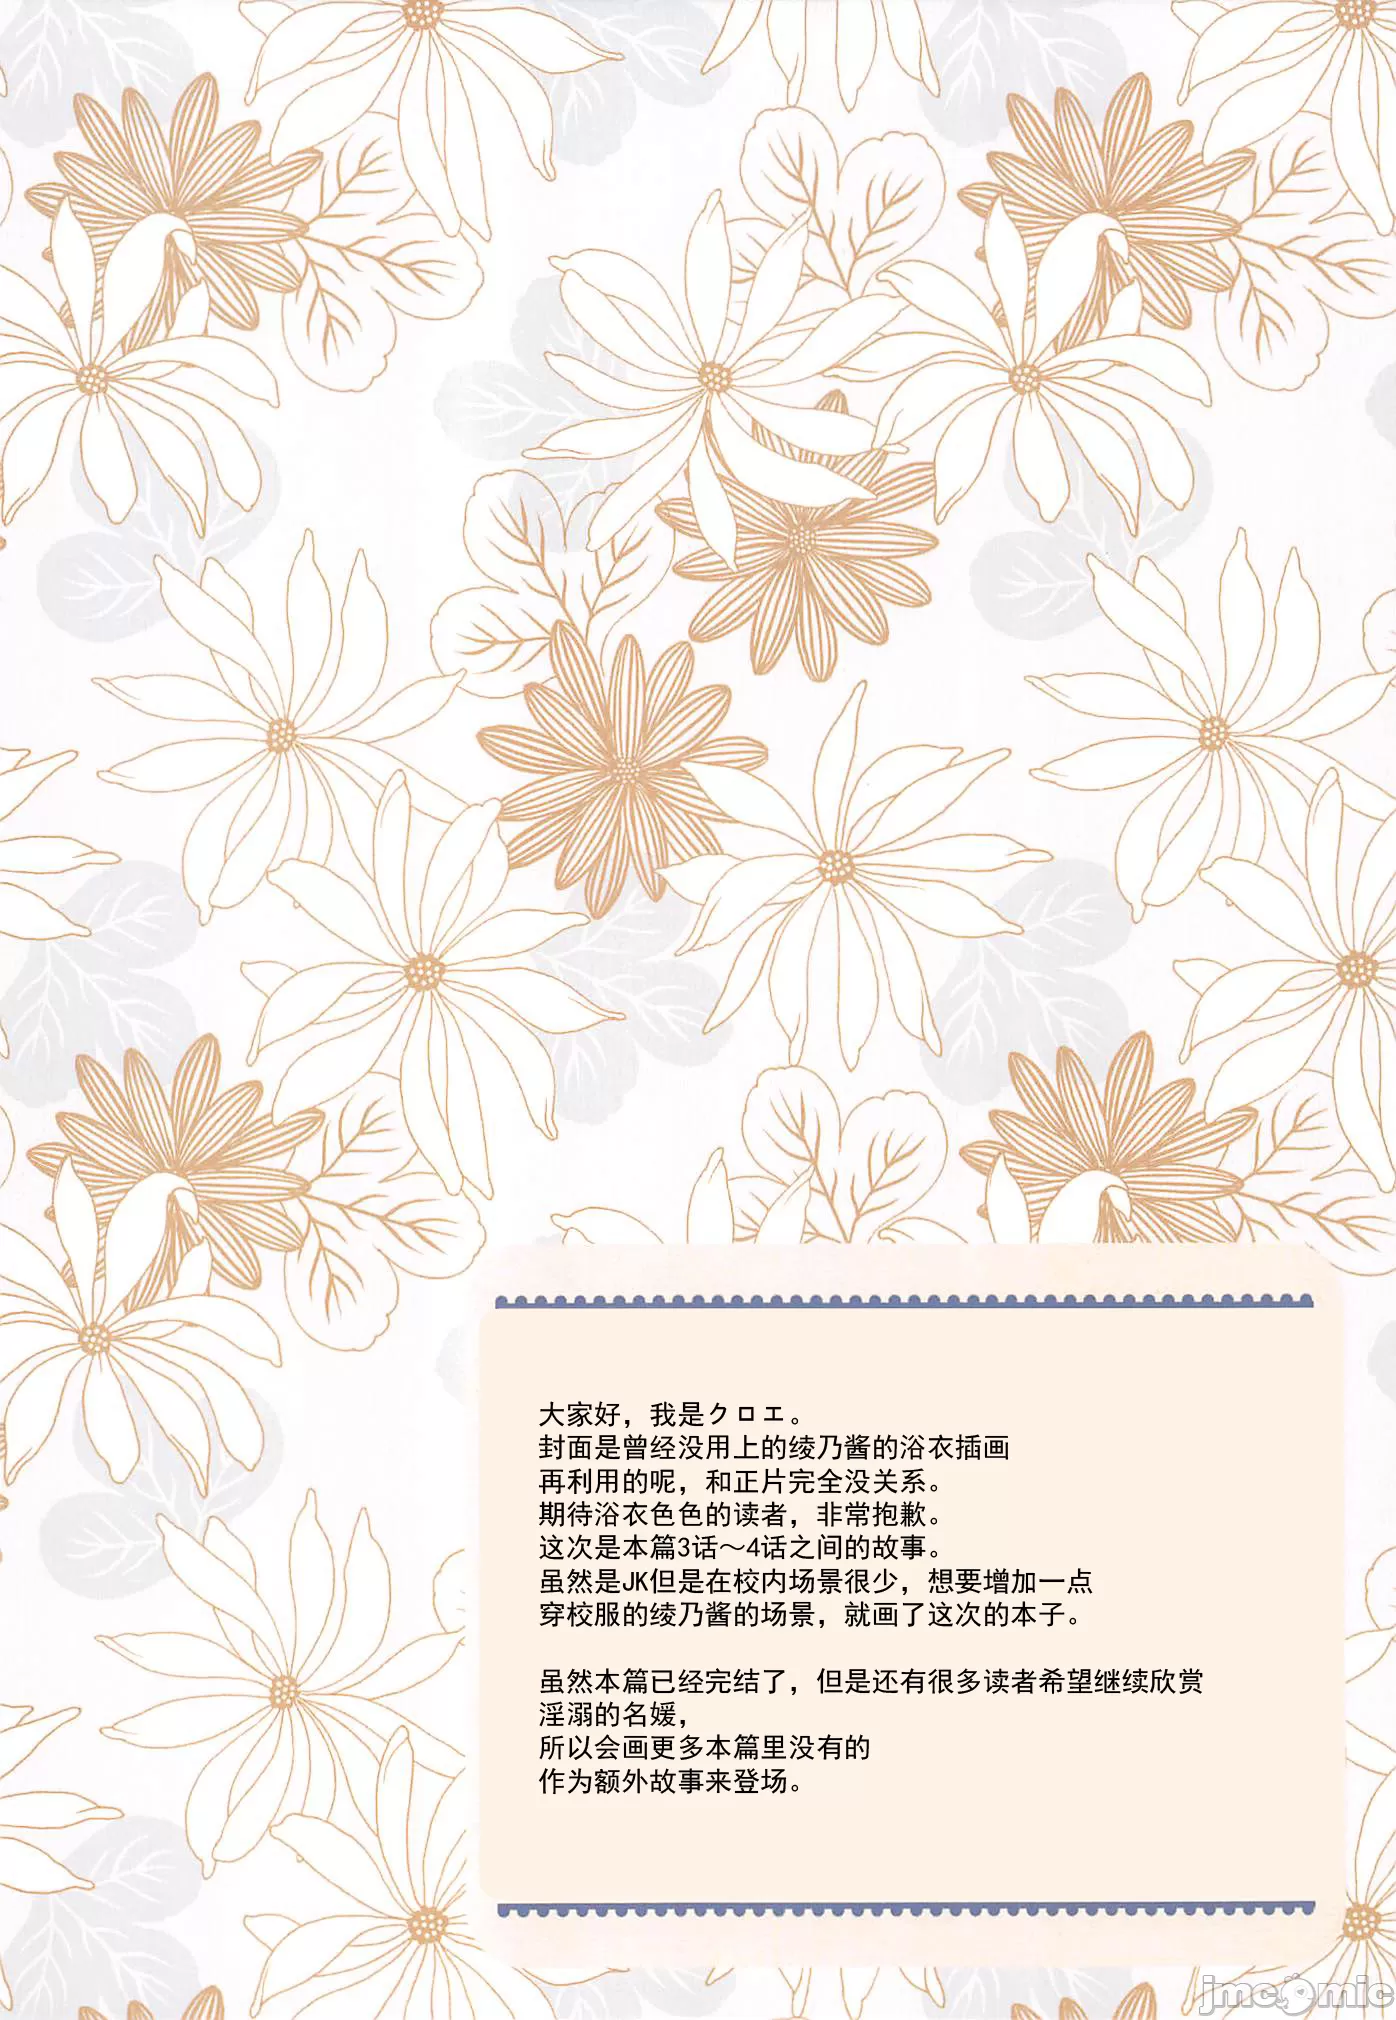 大家好，我是クロエ。
封面是曾经没用上的绫乃酱的浴衣插画
再利用的呢，和正片完全没关系。
期待浴衣色色的读者，非常抱歉。
这次是本篇3话～4话之间的故事。
虽然是JK但是在校内场景很少，想要增加一点
穿校服的绫乃酱的场景，就画了这次的本子。
虽然本篇已经完结了，但是还有很多读者希望继续欣赏
淫溺的名媛，
所以会画更多本篇里没有的
作为额外故事来登场。
jmcomic